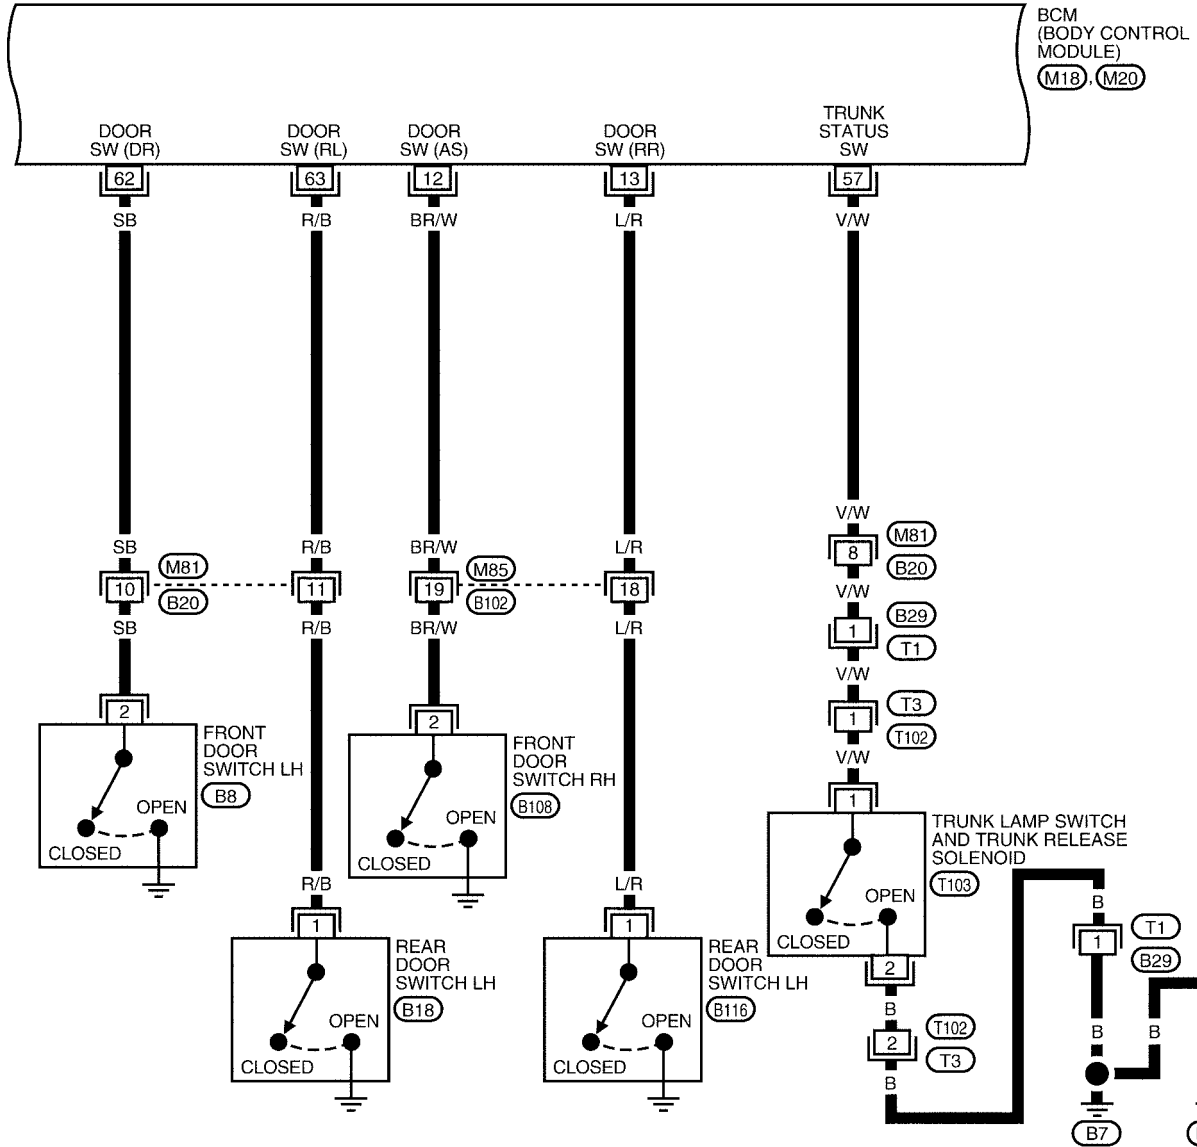 BCM
(BODY CONTROL
MODULE)
M18, M20
DOOR
SW (DR)
DOOR
SW (RL)
DOOR
SW (AS)
DOOR
SW (RR)
TRUNK
STATUS
SW
62
63
12
13
57
SB
R/B
BR/W
L/R
V/W
V/W
M81
8
B20
SB
R/B
BR/W
L/R
M81
10
11
B20
M85
19
18
B102
V/W
B29
1
T1
SB
R/B
BR/W
L/R
V/W
T3
1
T102
V/W
2
FRONT
DOOR
SWITCH LH
B8
OPEN
CLOSED
2
FRONT
DOOR
SWITCH RH
B108
OPEN
CLOSED
1
TRUNK LAMP SWITCH
AND TRUNK RELEASE
SOLENOID
T103
OPEN
CLOSED
2
R/B
1
REAR
DOOR
SWITCH LH
B18
OPEN
CLOSED
L/R
1
REAR
DOOR
SWITCH LH
B116
OPEN
CLOSED
B
T102
2
T3
B
B
T1
1
B29
B
B
B7